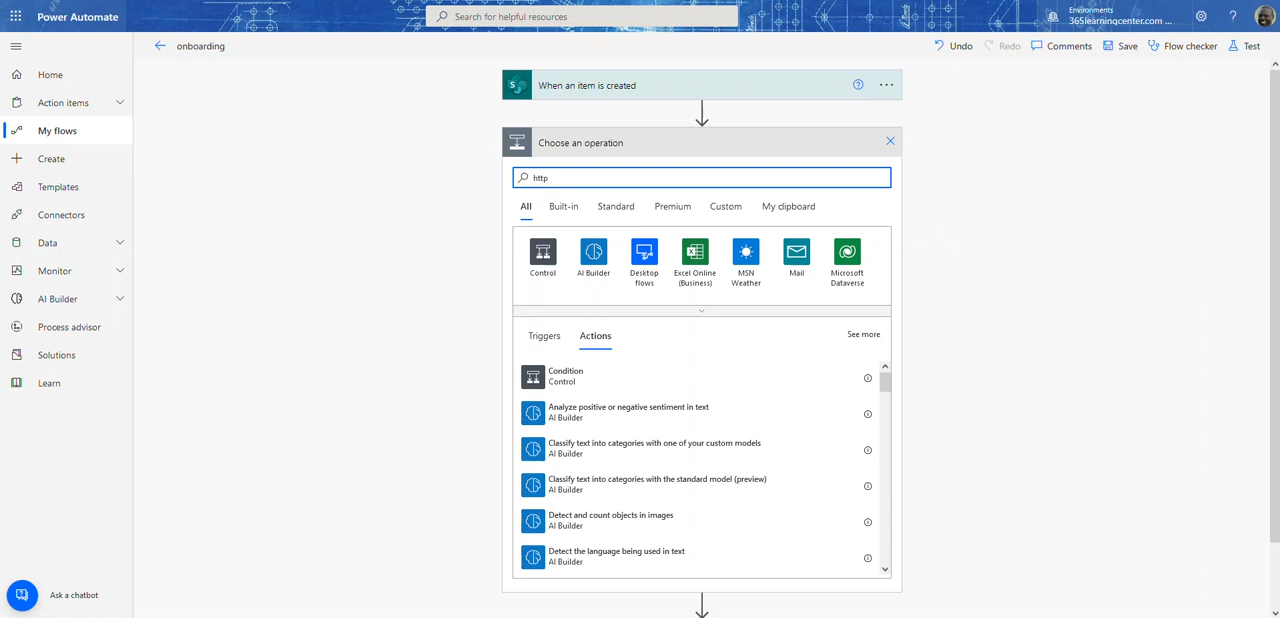 Power Automate
Search for helpful resources
Environments
365learningcenter.com ...
onboarding
Undo
Redo
Comments
Save
Flow checker
Test
Home
Action items
My flows
Create
Templates
Connectors
Data
Monitor
AI Builder
Process advisor
Solutions
Learn
Ask a chatbot
When an item is created
Choose an operation
http
All
Built-in
Standard
Premium
Custom
My clipboard
Control
AI Builder
Desktop
flows
Excel Online
(Business)
MSN
Weather
Mail
Microsoft
Dataverse
Triggers
Actions
See more
Condition
Control
Analyze positive or negative sentiment in text
AI Builder
Classify text into categories with one of your custom models
AI Builder
Classify text into categories with the standard model (preview)
AI Builder
Detect and count objects in images
AI Builder
Detect the language being used in text
AI Builder